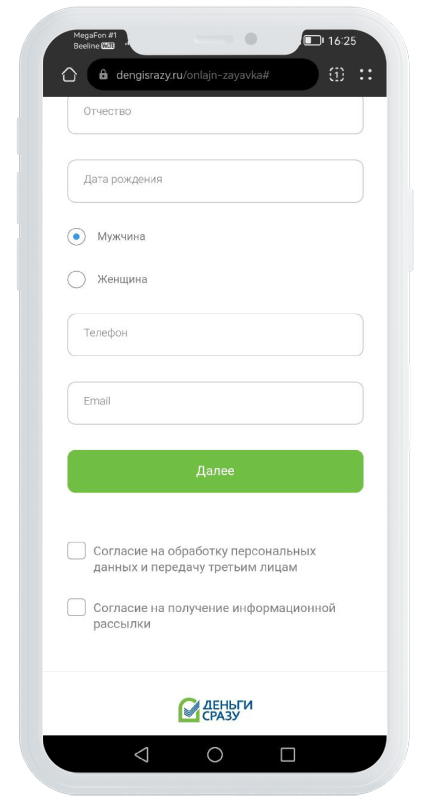 MegaFon #1
Beeline VoLTE
16:25
dengisrazy.ru/onlajn-zayavka#
1
Отчество
Дата рождения
Мужчина
Женщина
Телефон
Email
Далее
Согласие на обработку персональных
данных и передачу третьим лицам
Согласие на получение информационной
рассылки
ДЕНЬГИ
СРАЗУ